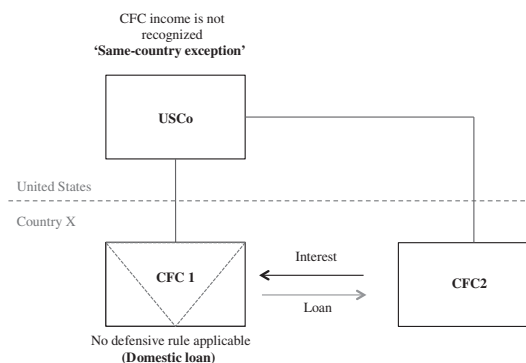 CFC income is not
recognized
‘Same-country exception’
USCo
United States
Country X
CFC 1
Interest
Loan
CFC2
No defensive rule applicable
(Domestic loan)